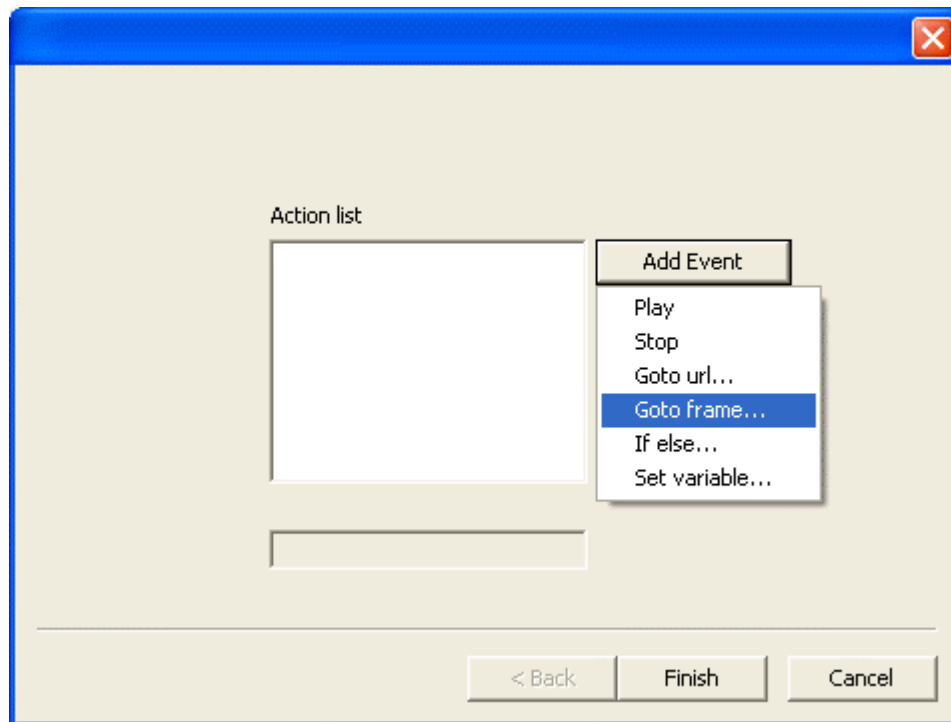 Action list
Add Event
Play
Stop
Goto url...
Goto frame...
If else...
Set variable...
< Back
Finish
Cancel